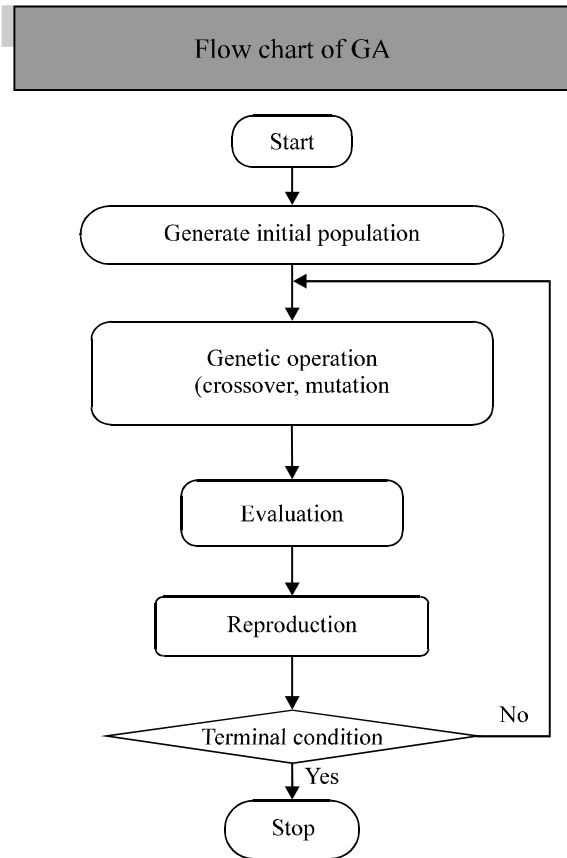 Flow chart of GA
Start
Generate initial population
Genetic operation
(crossover, mutation
Evaluation
Reproduction
Terminal condition
No
Yes
Stop